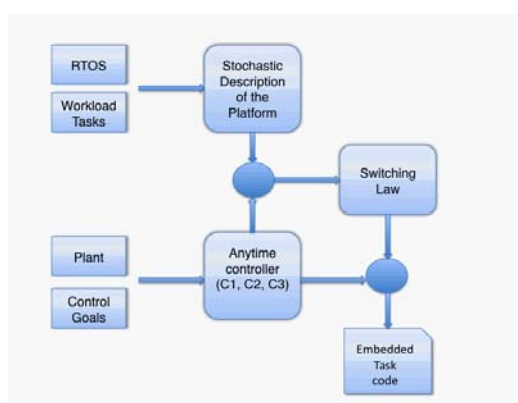 RTOS
Workload
Tasks
Stochastic
Description
of the
Platform
Switching
Law
Plant
Control
Goals
Anytime
controller
(C1, C2, C3)
Embedded
Task
code